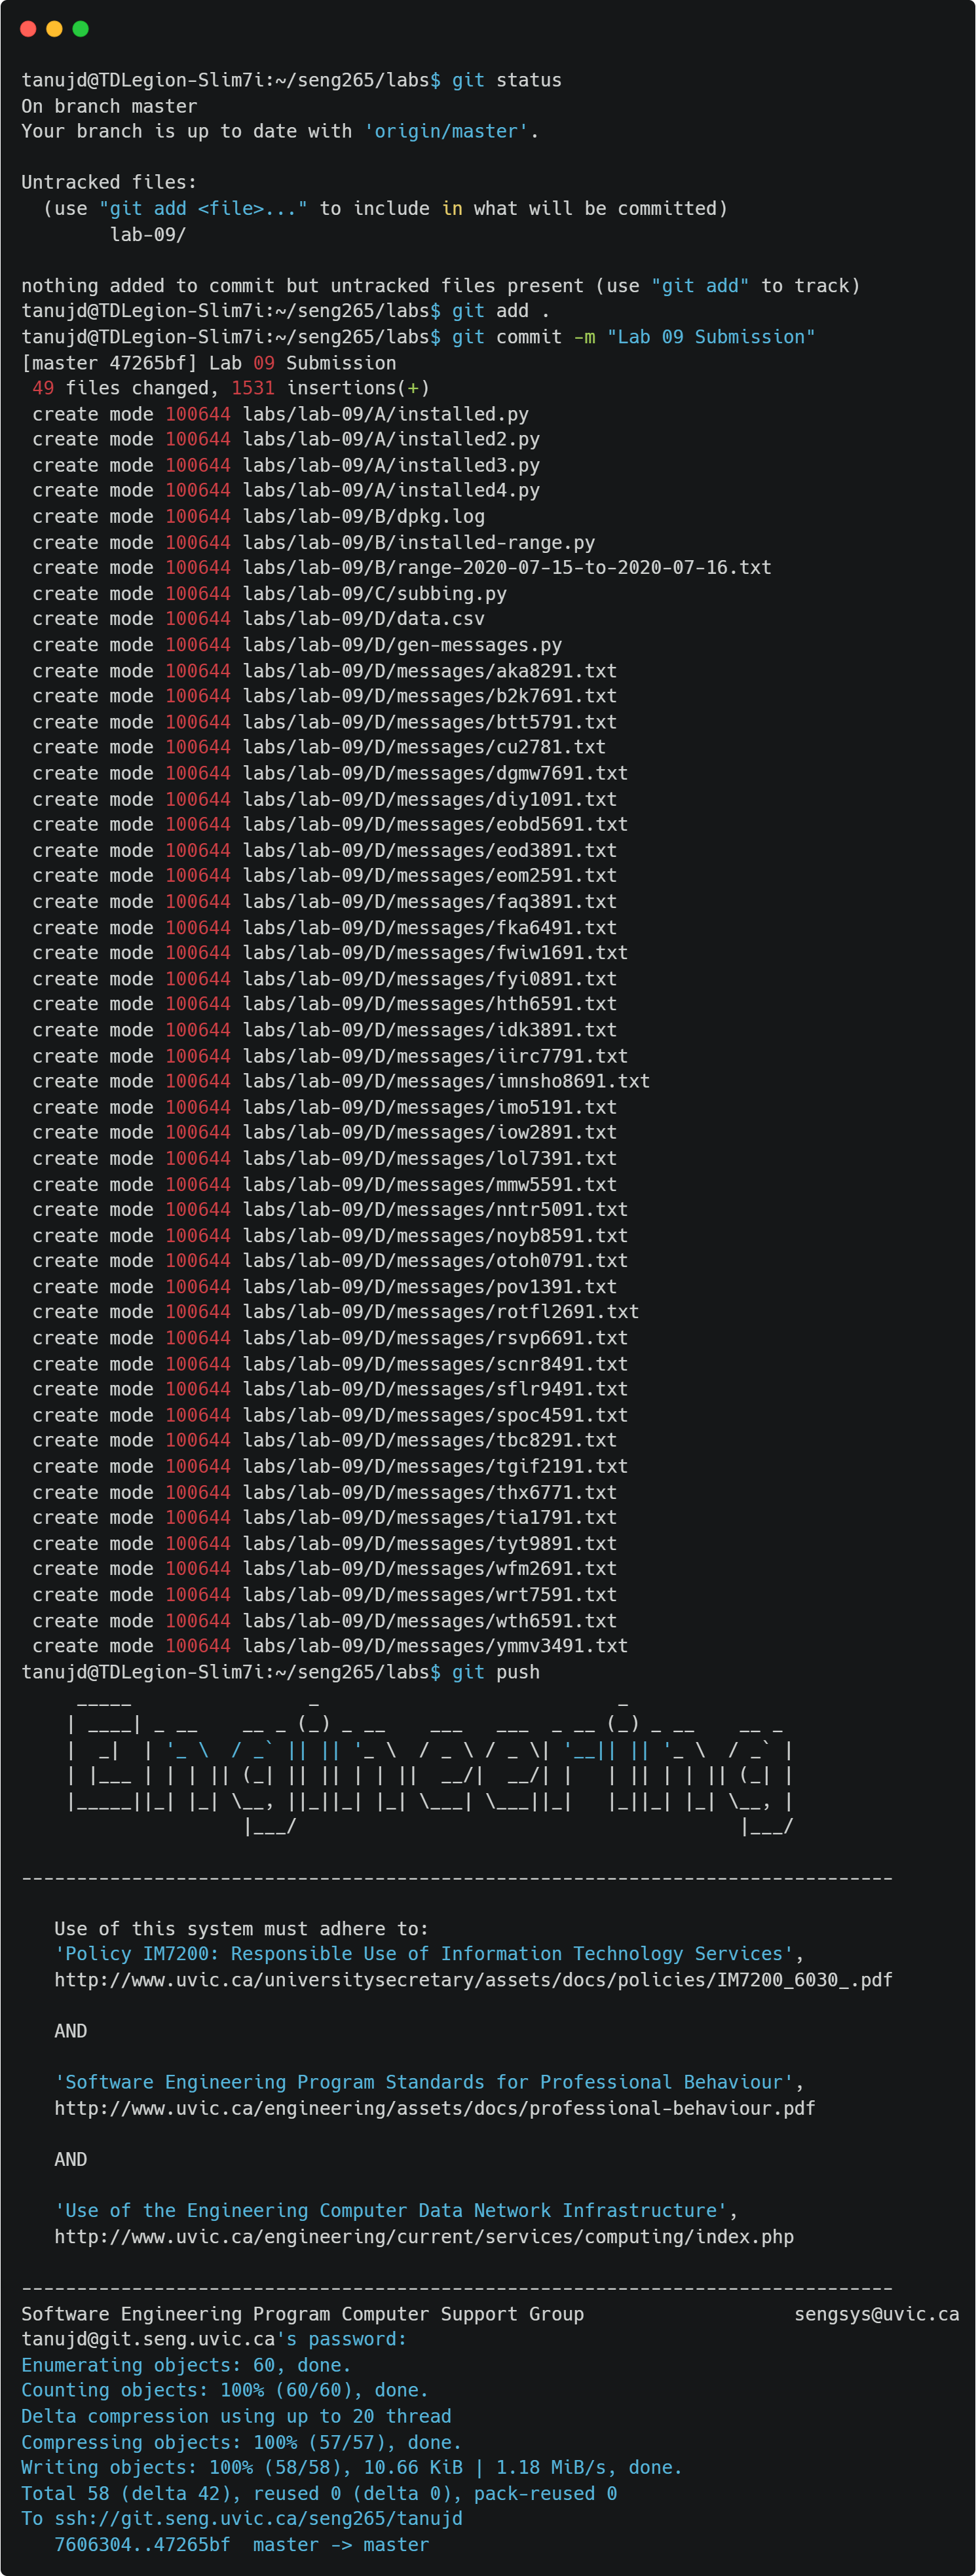 tanujd@TDLegion-Slim7i:~/seng265/labs$ git status
On branch master
Your branch is up to date with 'origin/master'.

Untracked files:
  (use "git add <file>..." to include in what will be committed)
        lab-09/

nothing added to commit but untracked files present (use "git add" to track)
tanujd@TDLegion-Slim7i:~/seng265/labs$ git add .
tanujd@TDLegion-Slim7i:~/seng265/labs$ git commit -m "Lab 09 Submission"
[master 47265bf] Lab 09 Submission
 49 files changed, 1531 insertions(+)
 create mode 100644 labs/lab-09/A/installed.py
 create mode 100644 labs/lab-09/A/installed2.py
 create mode 100644 labs/lab-09/A/installed3.py
 create mode 100644 labs/lab-09/A/installed4.py
 create mode 100644 labs/lab-09/B/dpkg.log
 create mode 100644 labs/lab-09/B/installed-range.py
 create mode 100644 labs/lab-09/B/range-2020-07-15-to-2020-07-16.txt
 create mode 100644 labs/lab-09/C/subbing.py
 create mode 100644 labs/lab-09/D/data.csv
 create mode 100644 labs/lab-09/D/gen-messages.py
 create mode 100644 labs/lab-09/D/messages/aka8291.txt
 create mode 100644 labs/lab-09/D/messages/b2k7691.txt
 create mode 100644 labs/lab-09/D/messages/btt5791.txt
 create mode 100644 labs/lab-09/D/messages/cu2781.txt
 create mode 100644 labs/lab-09/D/messages/dgmw7691.txt
 create mode 100644 labs/lab-09/D/messages/diy1091.txt
 create mode 100644 labs/lab-09/D/messages/eobd5691.txt
 create mode 100644 labs/lab-09/D/messages/eod3891.txt
 create mode 100644 labs/lab-09/D/messages/eom2591.txt
 create mode 100644 labs/lab-09/D/messages/faq3891.txt
 create mode 100644 labs/lab-09/D/messages/fka6491.txt
 create mode 100644 labs/lab-09/D/messages/fwiw1691.txt
 create mode 100644 labs/lab-09/D/messages/fyi0891.txt
 create mode 100644 labs/lab-09/D/messages/hth6591.txt
 create mode 100644 labs/lab-09/D/messages/idk3891.txt
 create mode 100644 labs/lab-09/D/messages/iirc7791.txt
 create mode 100644 labs/lab-09/D/messages/imnsho8691.txt
 create mode 100644 labs/lab-09/D/messages/imo5191.txt
 create mode 100644 labs/lab-09/D/messages/iow2891.txt
 create mode 100644 labs/lab-09/D/messages/lol7391.txt
 create mode 100644 labs/lab-09/D/messages/mmw5591.txt
 create mode 100644 labs/lab-09/D/messages/nntr5091.txt
 create mode 100644 labs/lab-09/D/messages/noyb8591.txt
 create mode 100644 labs/lab-09/D/messages/otoh0791.txt
 create mode 100644 labs/lab-09/D/messages/pov1391.txt
 create mode 100644 labs/lab-09/D/messages/rotfl2691.txt
 create mode 100644 labs/lab-09/D/messages/rsvp6691.txt
 create mode 100644 labs/lab-09/D/messages/scnr8491.txt
 create mode 100644 labs/lab-09/D/messages/sflr9491.txt
 create mode 100644 labs/lab-09/D/messages/spoc4591.txt
 create mode 100644 labs/lab-09/D/messages/tbc8291.txt
 create mode 100644 labs/lab-09/D/messages/tgif2191.txt
 create mode 100644 labs/lab-09/D/messages/thx6771.txt
 create mode 100644 labs/lab-09/D/messages/tia1791.txt
 create mode 100644 labs/lab-09/D/messages/tyt9891.txt
 create mode 100644 labs/lab-09/D/messages/wfm2691.txt
 create mode 100644 labs/lab-09/D/messages/wrt7591.txt
 create mode 100644 labs/lab-09/D/messages/wth6591.txt
 create mode 100644 labs/lab-09/D/messages/ymmv3491.txt
tanujd@TDLegion-Slim7i:~/seng265/labs$ git push
Engineering
-------------------------------------------------------------------------------

   Use of this system must adhere to:
   'Policy IM7200: Responsible Use of Information Technology Services',
   http://www.uvic.ca/universitysecretary/assets/docs/policies/IM7200_6030_.pdf

   AND

   'Software Engineering Program Standards for Professional Behaviour',
   http://www.uvic.ca/engineering/assets/docs/professional-behaviour.pdf

   AND

   'Use of the Engineering Computer Data Network Infrastructure',
   http://www.uvic.ca/engineering/current/services/computing/index.php

-------------------------------------------------------------------------------
Software Engineering Program Computer Support Group                   sengsys@uvic.ca
tanujd@git.seng.uvic.ca's password:
Enumerating objects: 60, done.
Counting objects: 100% (60/60), done.
Delta compression using up to 20 thread
Compressing objects: 100% (57/57), done.
Writing objects: 100% (58/58), 10.66 KiB | 1.18 MiB/s, done.
Total 58 (delta 42), reused 0 (delta 0), pack-reused 0
To ssh://git.seng.uvic.ca/seng265/tanujd
   7606304..47265bf  master -> master